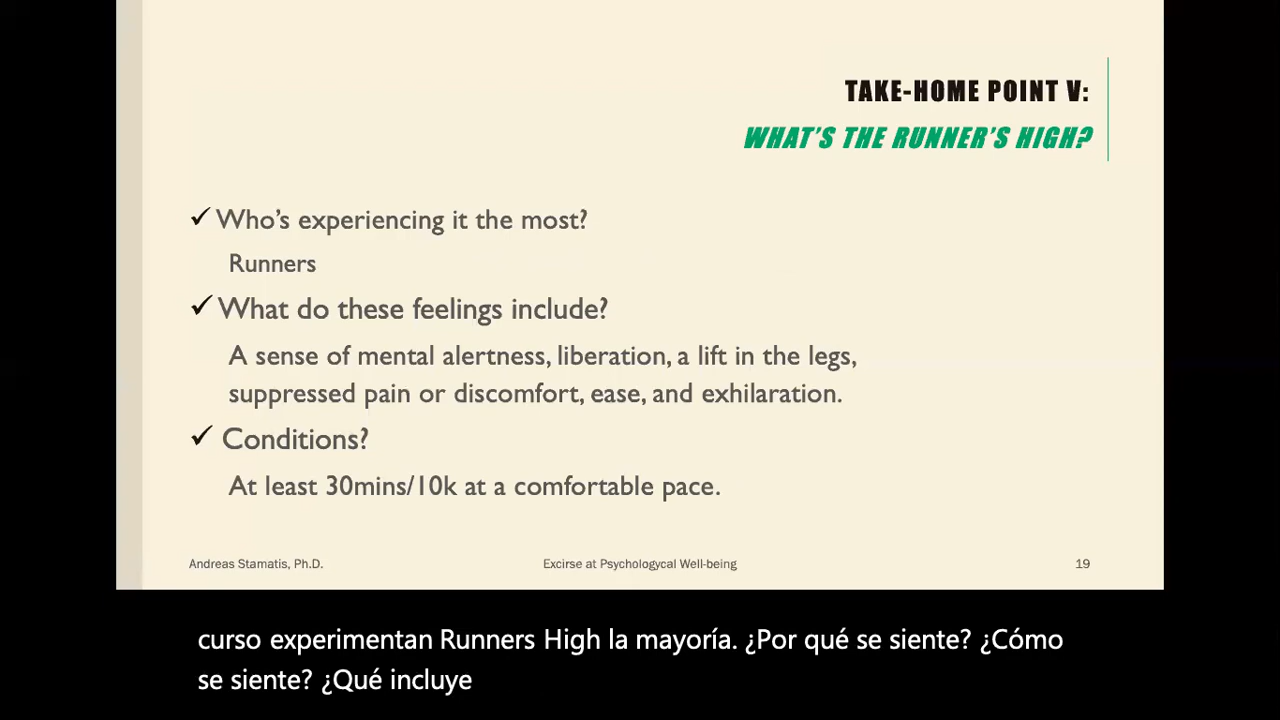 TAKE-HOME POINT V:
WHAT'S THE RUNNER'S HIGH?
✓ Who's experiencing it the most?
Runners
✓ What do these feelings include?
A sense of mental alertness, liberation, a lift in the legs,
suppressed pain or discomfort, ease, and exhilaration.
✓ Conditions?
At least 30mins/10k at a comfortable pace.
Andreas Stamatis, Ph.D. Excirse at Psychologycal Well-being 19
curso experimentan Runners High la mayoría. ¿Por qué se siente? ¿Cómo
se siente? ¿Qué incluye